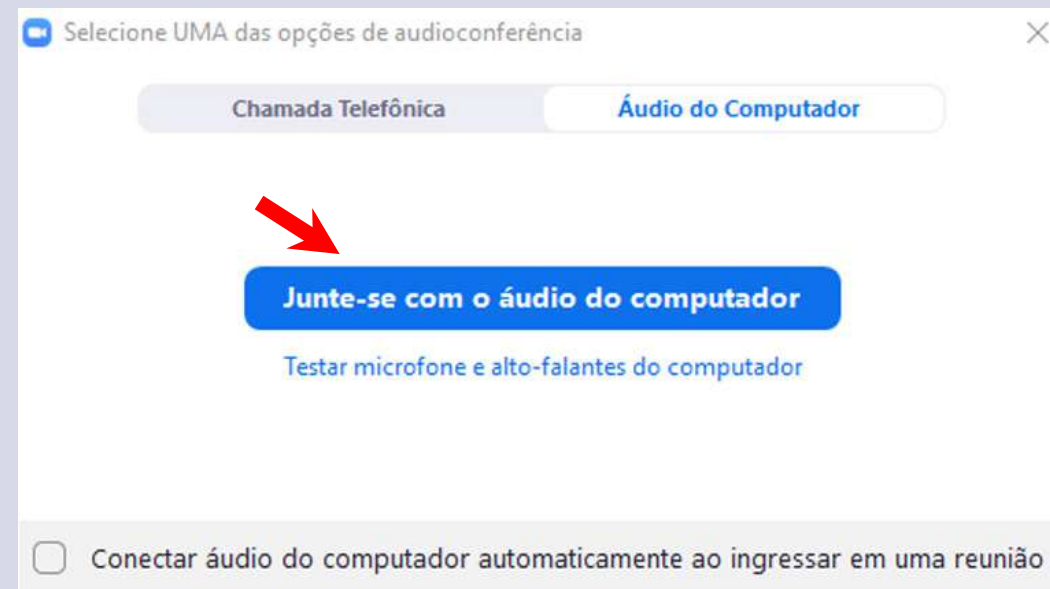 Selecione UMA das opções de audioconferência
Chamada Telefônica
Áudio do Computador
Junte-se com o áudio do computador
Testar microfone e alto-falantes do computador
Conectar áudio do computador automaticamente ao ingressar em uma reunião